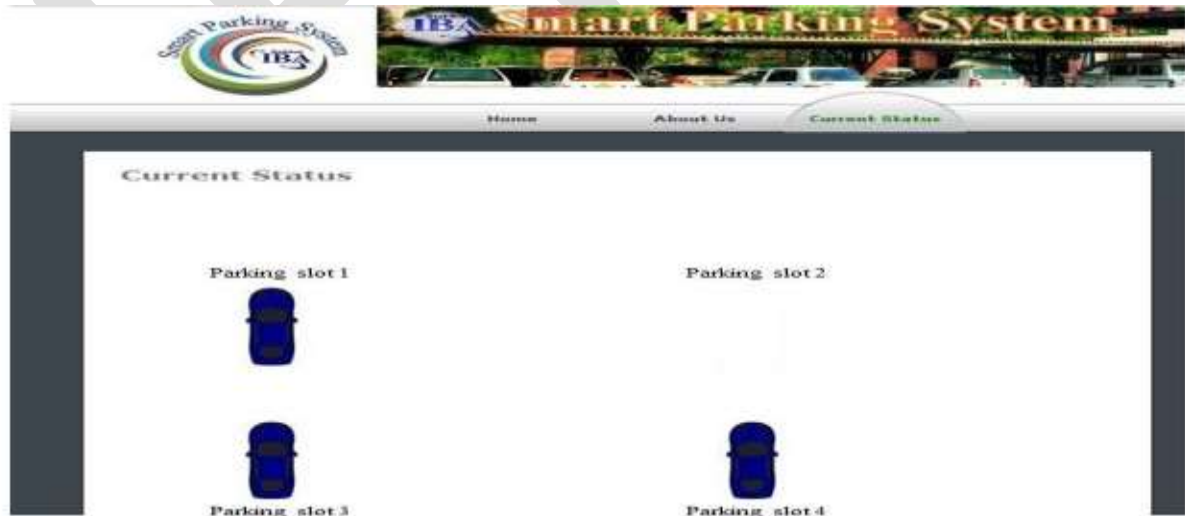 Smart Parking System
IBA
IBA
Smart Parking System
Home
About Us
Current Status
Current Status
Parking slot 1
Parking slot 2
Parking slot 3
Parking slot 4